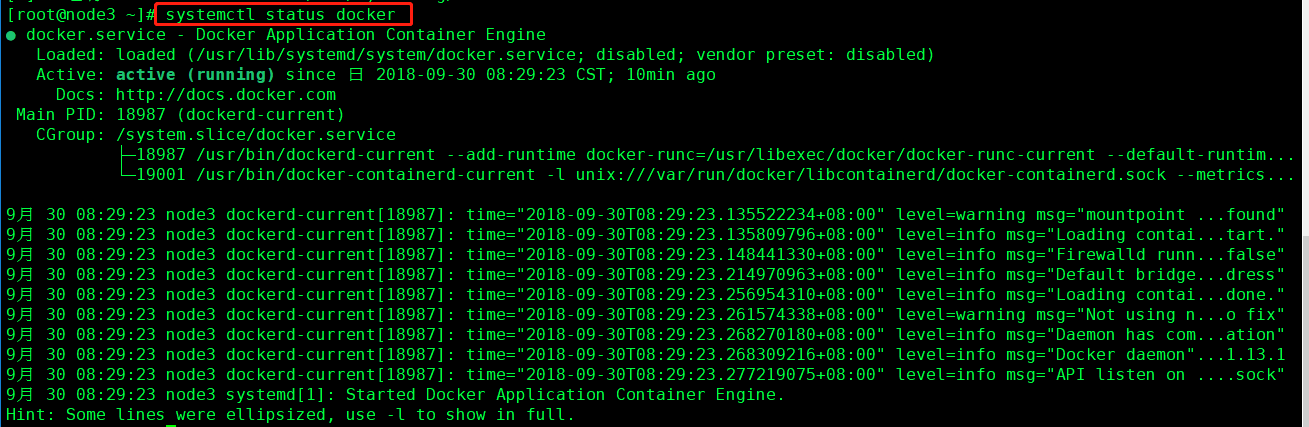 [root@node3 ~]# systemctl status docker
● docker.service - Docker Application Container Engine
Loaded: loaded (/usr/lib/systemd/system/docker.service; disabled; vendor preset: disabled)
Active: active (running) since 日 2018-09-30 08:29:23 CST; 10min ago
Docs: http://docs.docker.com
Main PID: 18987 (dockerd-current)
CGroup: /system.slice/docker.service
├─18987 /usr/bin/dockerd-current --add-runtime docker-runc=/usr/libexec/docker/docker-runc-current --default-runtim...
└─19001 /usr/bin/docker-containerd-current -l unix:///var/run/docker/libcontainerd/docker-containerd.sock --metrics...
9月 30 08:29:23 node3 dockerd-current[18987]: time="2018-09-30T08:29:23.135522234+08:00" level=warning msg="mountpoint ...found"
9月 30 08:29:23 node3 dockerd-current[18987]: time="2018-09-30T08:29:23.135809796+08:00" level=info msg="Loading contai...tart."
9月 30 08:29:23 node3 dockerd-current[18987]: time="2018-09-30T08:29:23.148441330+08:00" level=info msg="Firewalld runn...false"
9月 30 08:29:23 node3 dockerd-current[18987]: time="2018-09-30T08:29:23.214970963+08:00" level=info msg="Default bridge...dress"
9月 30 08:29:23 node3 dockerd-current[18987]: time="2018-09-30T08:29:23.256954310+08:00" level=info msg="Loading contai...done."
9月 30 08:29:23 node3 dockerd-current[18987]: time="2018-09-30T08:29:23.261574338+08:00" level=warning msg="Not using n...o fix"
9月 30 08:29:23 node3 dockerd-current[18987]: time="2018-09-30T08:29:23.268270180+08:00" level=info msg="Daemon has com...ation"
9月 30 08:29:23 node3 dockerd-current[18987]: time="2018-09-30T08:29:23.268309216+08:00" level=info msg="Docker daemon"...1.13.1
9月 30 08:29:23 node3 dockerd-current[18987]: time="2018-09-30T08:29:23.277219075+08:00" level=info msg="API listen on ....sock"
9月 30 08:29:23 node3 systemd[1]: Started Docker Application Container Engine.
Hint: Some lines were ellipsized, use -l to show in full.